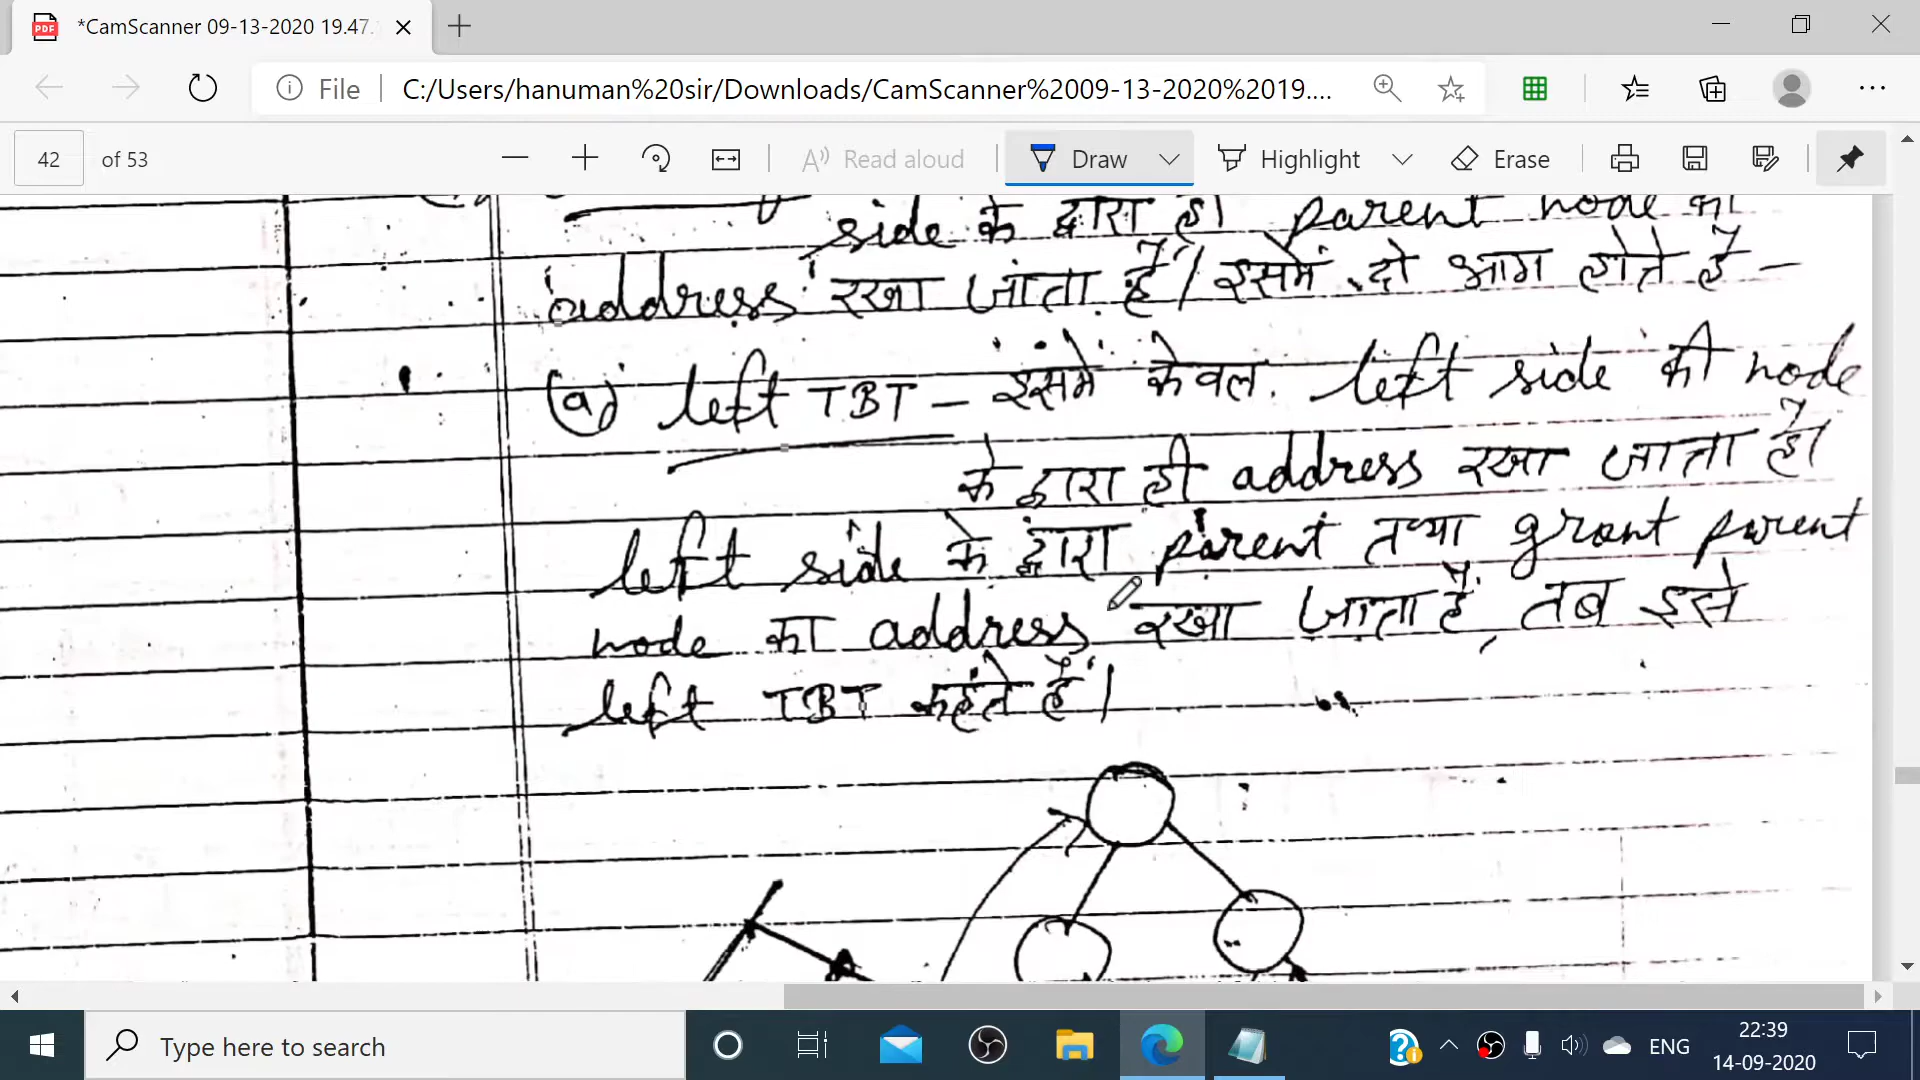 *CamScanner 09-13-2020 19.47.
File
C:/Users/hanuman%20sir/Downloads/CamScanner%2009-13-2020%2019....
42 of 53
Read aloud
Draw
Highlight
Erase
side के द्वारा ही parent node का
address रखा जाता है। इसमें दो भाग होते है -
(a) left TBT - इसमें केवल left side की node
के द्वारा ही address रखा जाता है।
left side के द्वारा parent तथा grant parent
node का address रखा जाता है, तब इसे
left TBT कहते हैं।
Type here to search
ENG
22:39
14-09-2020